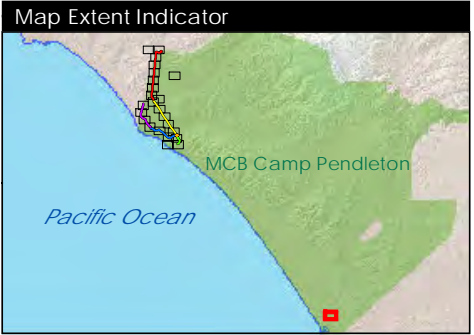 Map Extent Indicator
MCB Camp Pendleton
Pacific Ocean